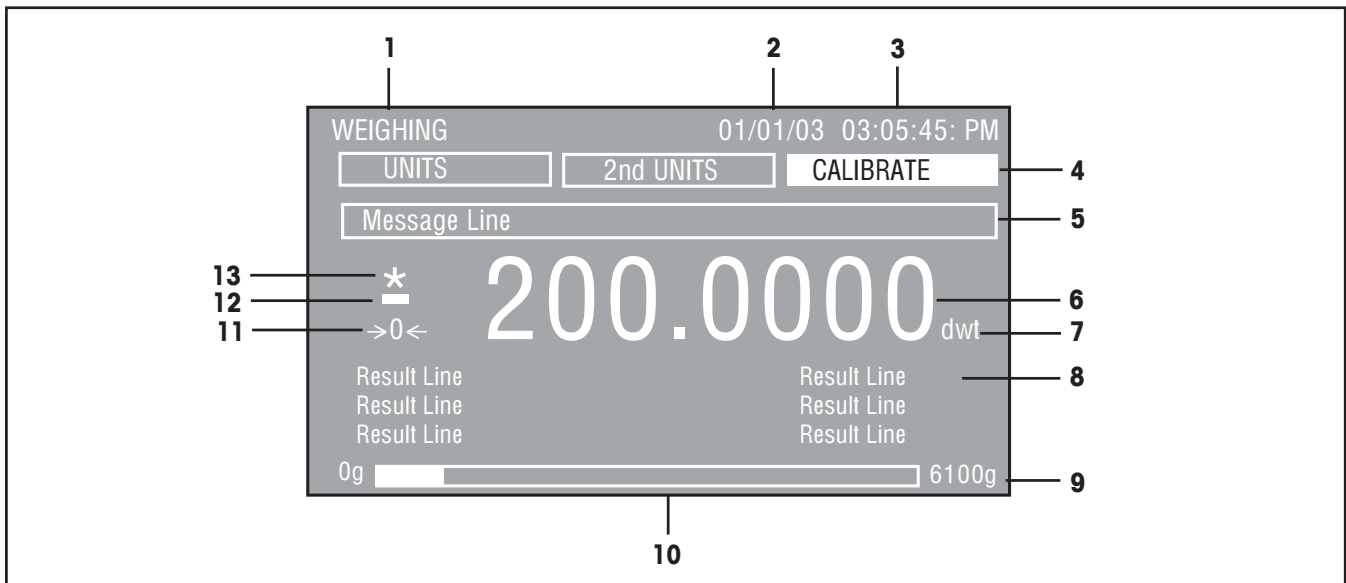 1 2 3
WEIGHING 01/01/03 03:05:45: PM
UNITS 2nd UNITS CALIBRATE 4
Message Line 5
13 *
12
200.0000 6
11 →0← dwt 7
Result Line Result Line 8
Result Line Result Line
Result Line Result Line
0g 6100g 9
10